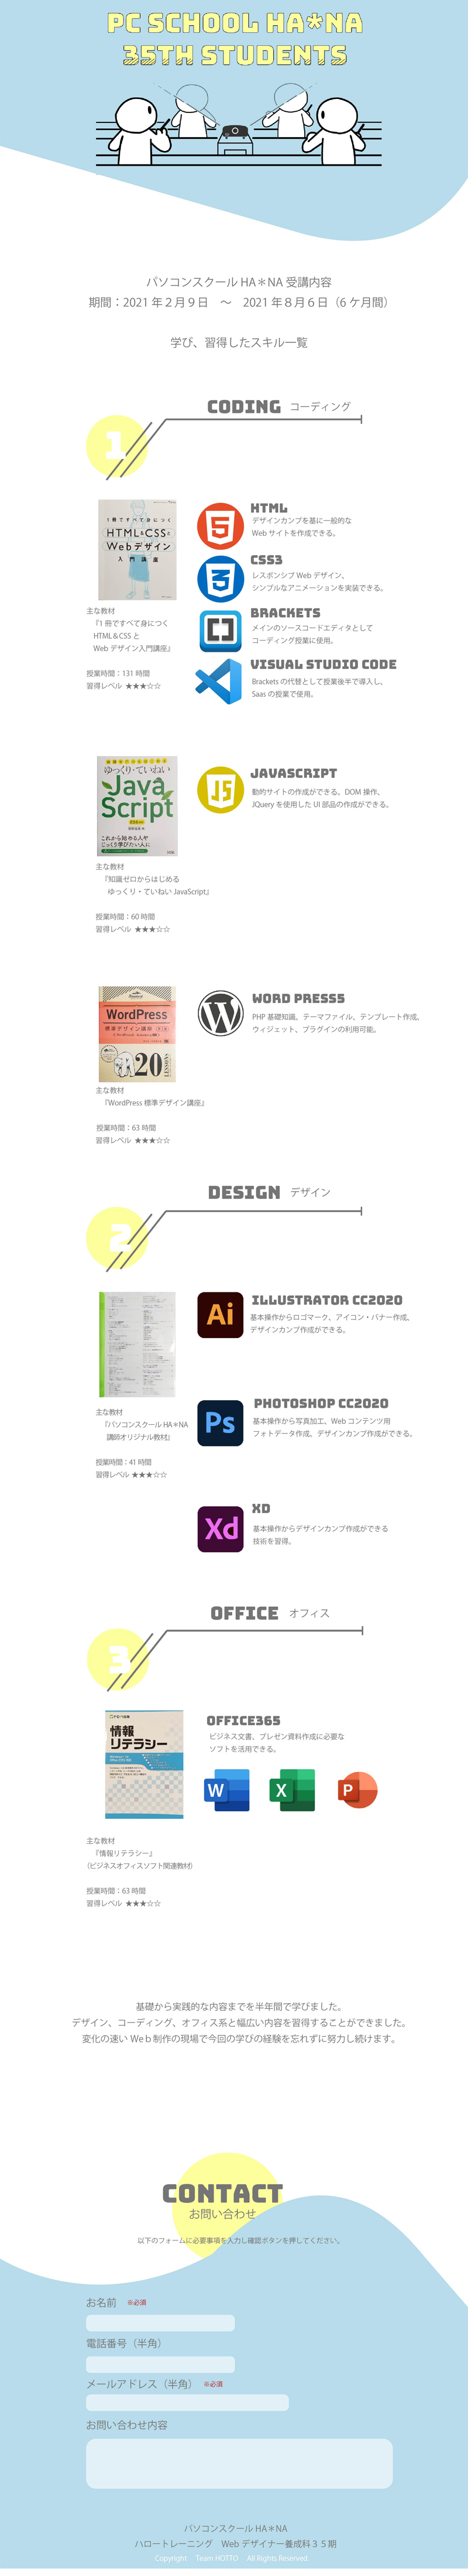 PC SCHOOL HA*NA
35TH STUDENTS
パソコンスクール HA＊NA 受講内容
期間：2021 年２月９日　～　2021 年８月６日（6 ケ月間）
学び、習得したスキル一覧
CODING コーディング
1
1冊ですべて身につく
HTML&CSSと
Webデザイン
入門講座
主な教材
『1 冊ですべて身につく
HTML＆CSS と
Web デザイン入門講座』
授業時間：131 時間
習得レベル ★★★☆☆
HTML
デザインカンプを基に一般的な
Web サイトを作成できる。
CSS3
レスポンシブ Web デザイン、
シンプルなアニメーションを実装できる。
BRACKETS
メインのソースコードエディタとして
コーディング授業に使用。
VISUAL STUDIO CODE
Brackets の代替として授業後半で導入し、
Saas の授業で使用。
ゆっくり・ていねい
Java
Script
これから始める人や
じっくり学びたい人に
主な教材
『知識ゼロからはじめる
ゆっくり・ていねい JavaScript』
授業時間：60 時間
習得レベル ★★★☆☆
JS
JAVASCRIPT
動的サイトの作成ができる。DOM 操作、
JQuery を使用した UI 部品の作成ができる。
WordPress
標準デザイン講座
20
LESSON
主な教材
『WordPress 標準デザイン講座』
授業時間：63 時間
習得レベル ★★★☆☆
WORD PRESS5
PHP 基礎知識。テーマファイル、テンプレート作成。
ウィジェット、プラグインの利用可能。
DESIGN デザイン
2
主な教材
『パソコンスクール HA＊NA
講師オリジナル教材』
授業時間：41 時間
習得レベル ★★★☆☆
Ai
ILLUSTRATOR CC2020
基本操作からロゴマーク、アイコン・バナー作成、
デザインカンプ作成ができる。
Ps
PHOTOSHOP CC2020
基本操作から写真加工、Web コンテンツ用
フォトデータ作成、デザインカンプ作成ができる。
Xd
XD
基本操作からデザインカンプ作成ができる
技術を習得。
OFFICE オフィス
3
情報
リテラシー
主な教材
『情報リテラシー』
（ビジネスオフィスソフト関連教材）
授業時間：63 時間
習得レベル ★★★☆☆
OFFICE365
ビジネス文書、プレゼン資料作成に必要な
ソフトを活用できる。
W
X
P
基礎から実践的な内容までを半年間で学びました。
デザイン、コーディング、オフィス系と幅広い内容を習得することができました。
変化の速い Weｂ制作の現場で今回の学びの経験を忘れずに努力し続けます。
CONTACT
お問い合わせ
以下のフォームに必要事項を入力し確認ボタンを押してください。
お名前　※必須
電話番号（半角）
メールアドレス（半角）　※必須
お問い合わせ内容
パソコンスクール HA＊NA
ハロートレーニング　Web デザイナー養成科３５期
Copyright　Team HOTTO　All Rights Reserved.